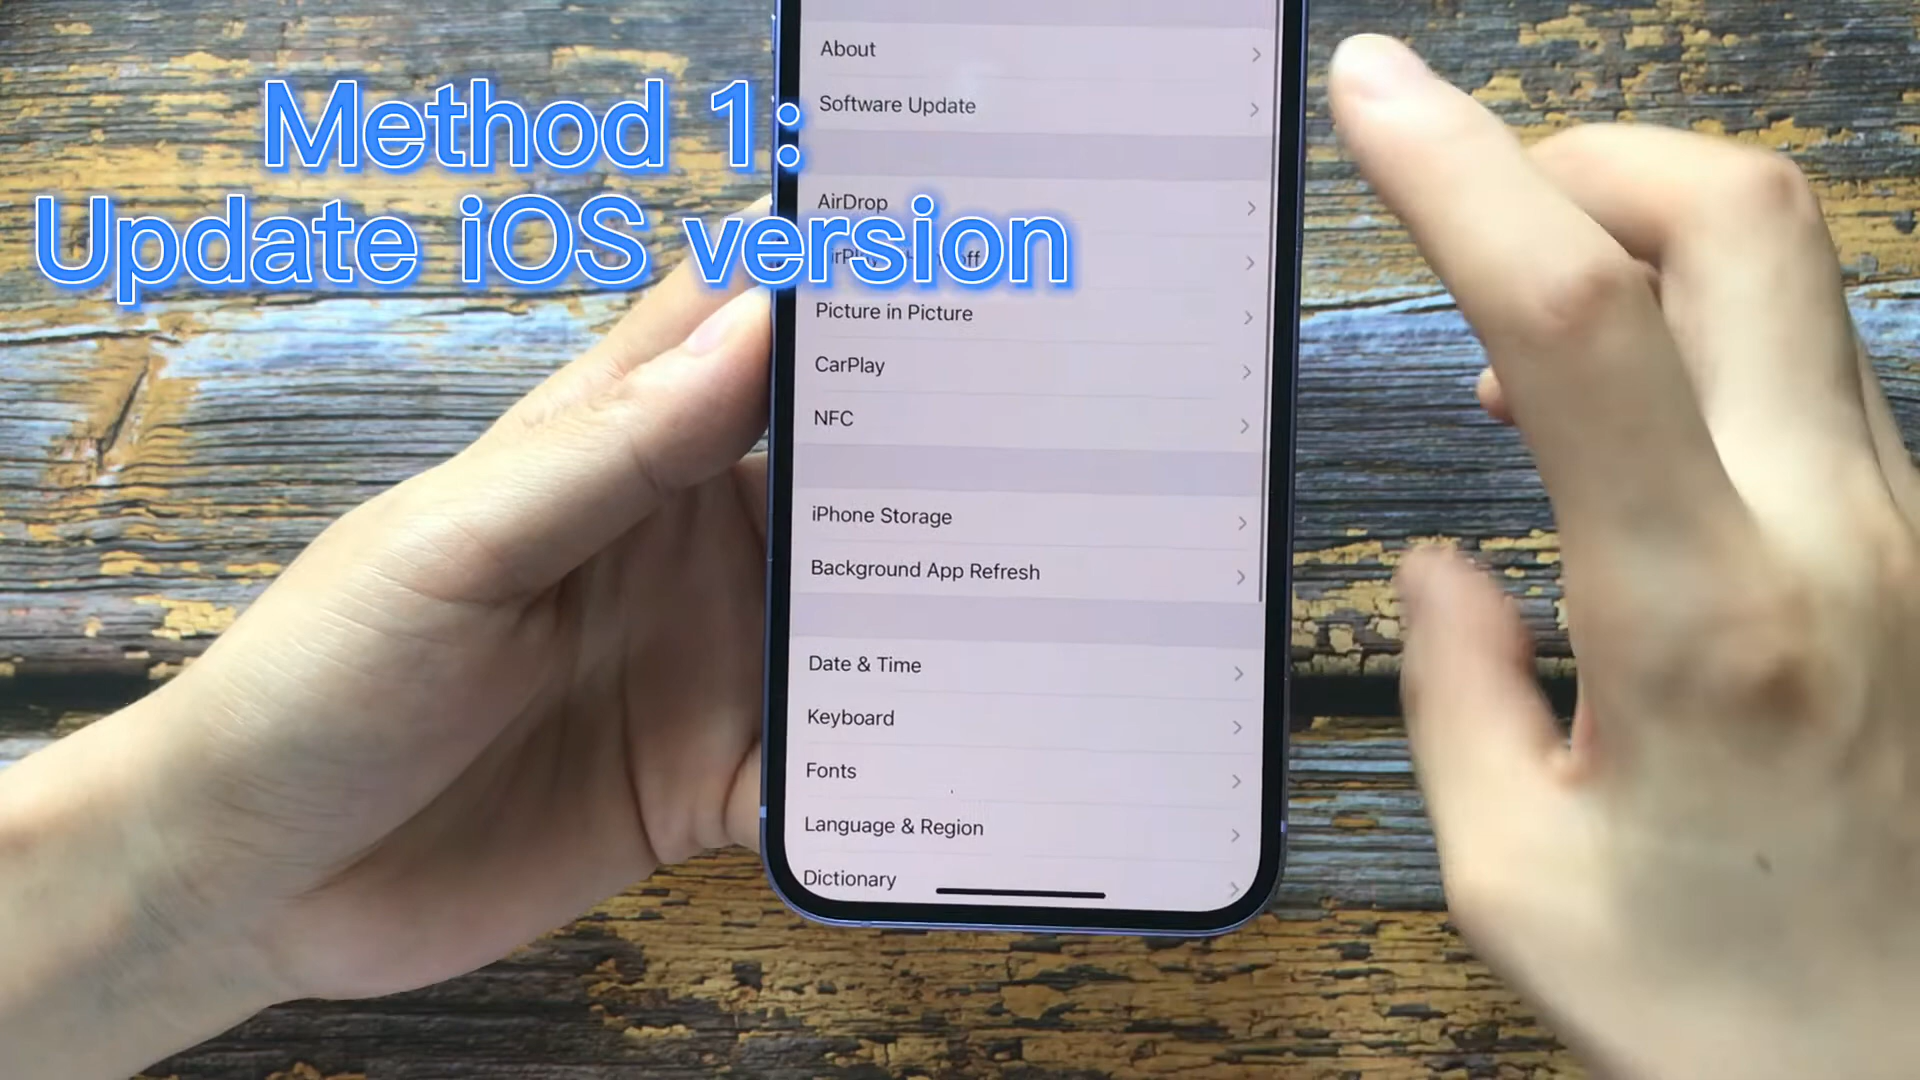 Method 1:
Update iOS version
About
Software Update
AirDrop
Picture in Picture
CarPlay
NFC
iPhone Storage
Background App Refresh
Date & Time
Keyboard
Fonts
Language & Region
Dictionary